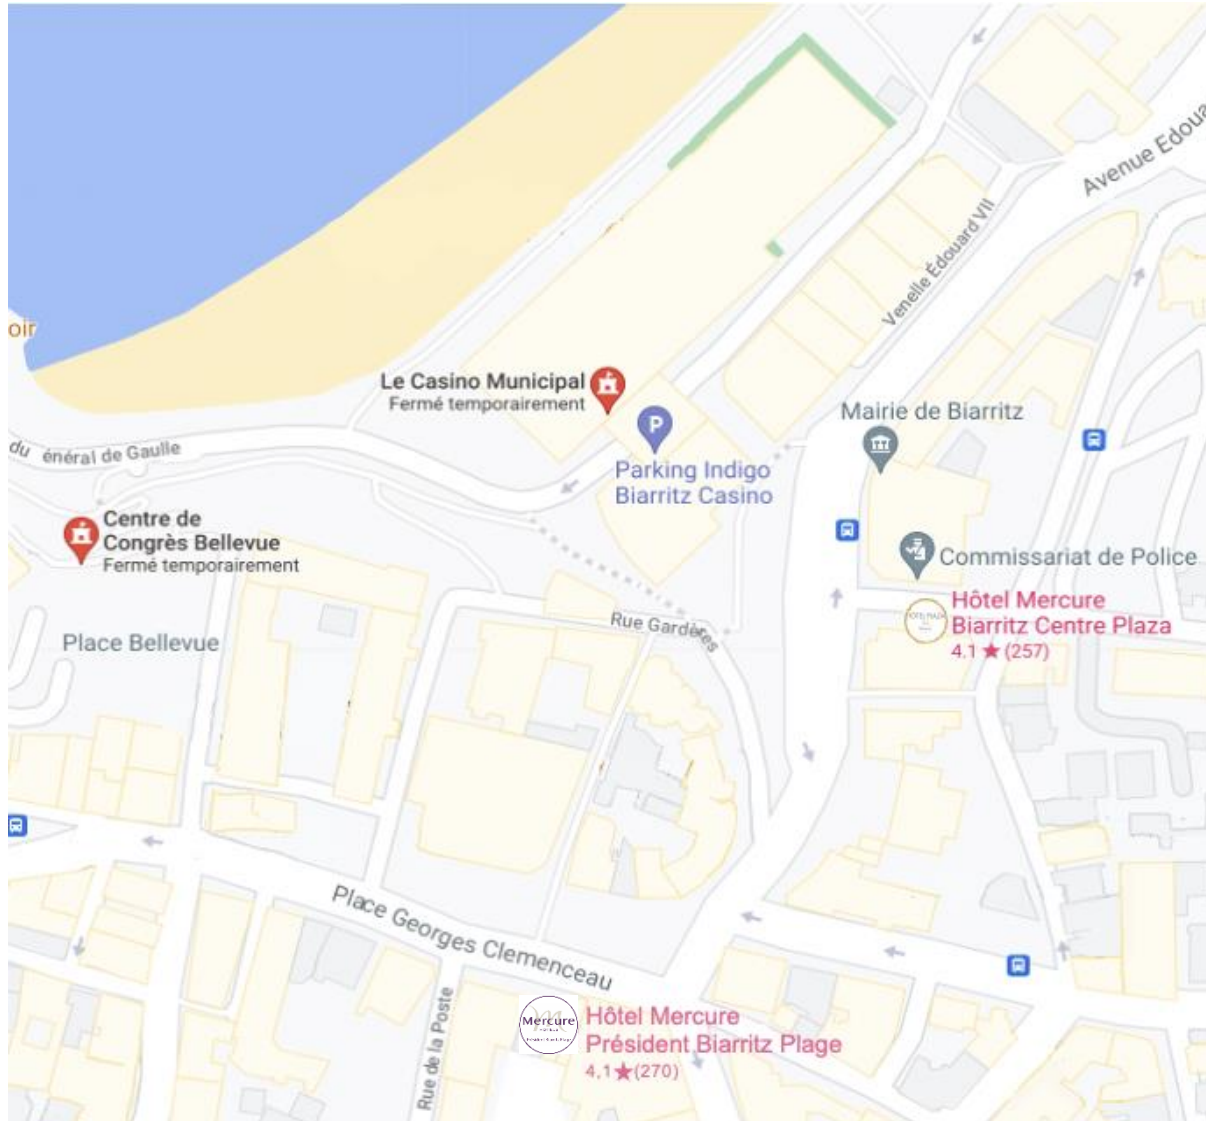 Avenue Edoua
Venelle Édouard VII
oir
Le Casino Municipal
Fermé temporairement
P
Mairie de Biarritz
du énéral de Gaulle
Parking Indigo
Biarritz Casino
Centre de
Congrès Bellevue
Fermé temporairement
Commissariat de Police
Hôtel Mercure
Biarritz Centre Plaza
4.1 ★ (257)
Rue Gardères
Place Bellevue
Place Georges Clemenceau
Rue de la Poste
Mercure
Hôtel Mercure
Président Biarritz Plage
4,1★(270)